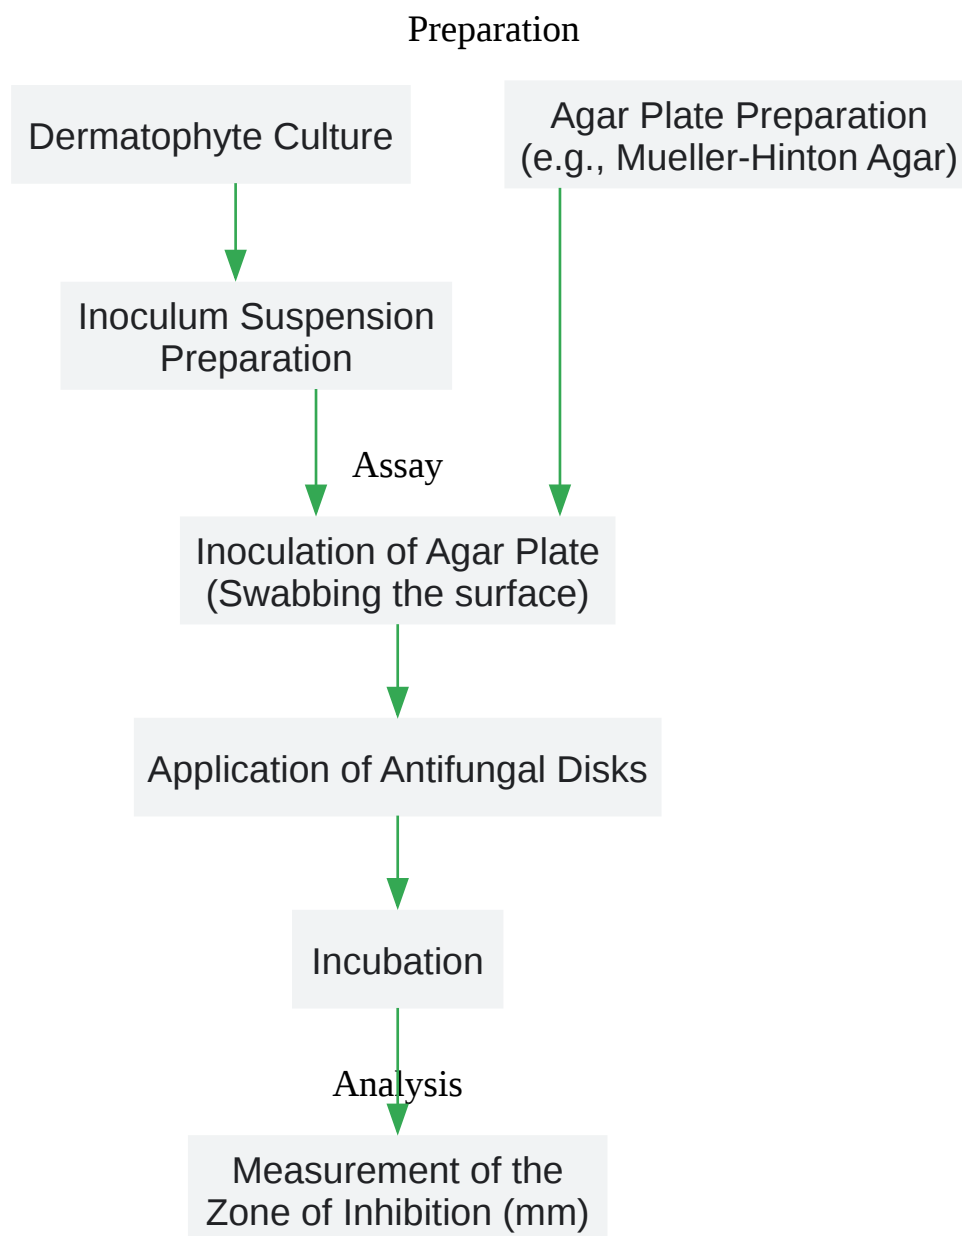 Preparation
Dermatophyte Culture
Agar Plate Preparation
(e.g., Mueller-Hinton Agar)
Inoculum Suspension
Preparation
Assay
Inoculation of Agar Plate
(Swabbing the surface)
Application of Antifungal Disks
Incubation
Analysis
Measurement of the
Zone of Inhibition (mm)